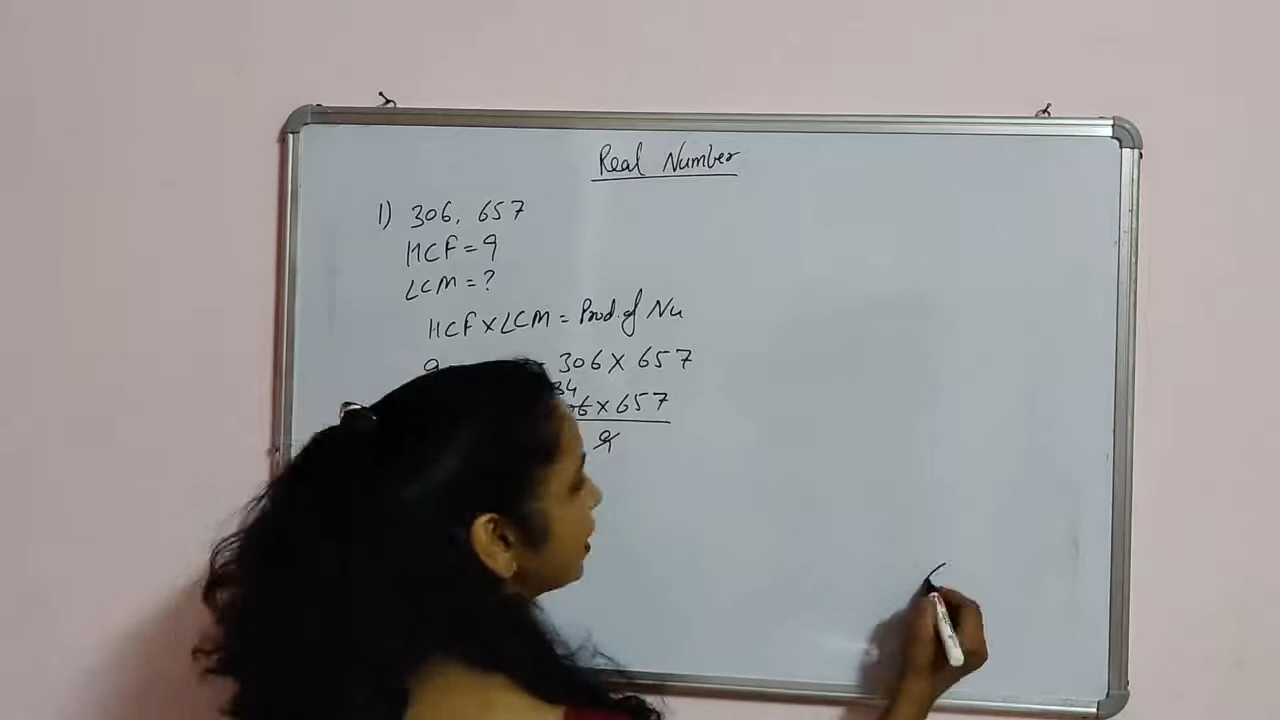 Real Number
1) 306, 657
HCF = 9
LCM = ?
HCF × LCM = Prod. of Nu
9 306 × 657
34
× 657
9